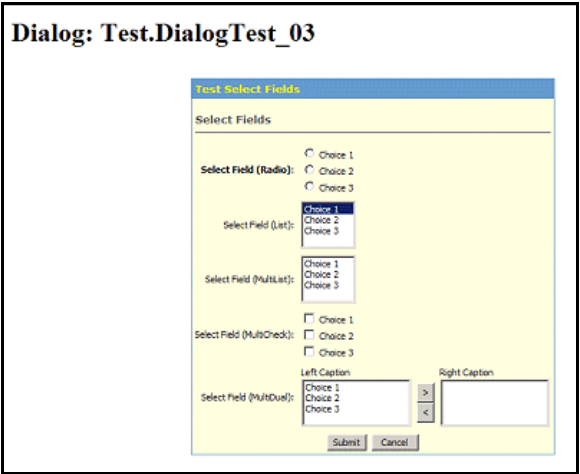 Dialog: Test.DialogTest_03
Test Select Fields
Select Fields
Select Field (Radio):
Choice 1
Choice 2
Choice 3
Select Field (List):
Choice 1
Choice 2
Choice 3
Select Field (MultiList):
Choice 1
Choice 2
Choice 3
Select Field (MultiCheck):
Choice 1
Choice 2
Choice 3
Select Field (MultiDual):
Left Caption
Right Caption
Choice 1
Choice 2
Choice 3
>
<
Submit
Cancel